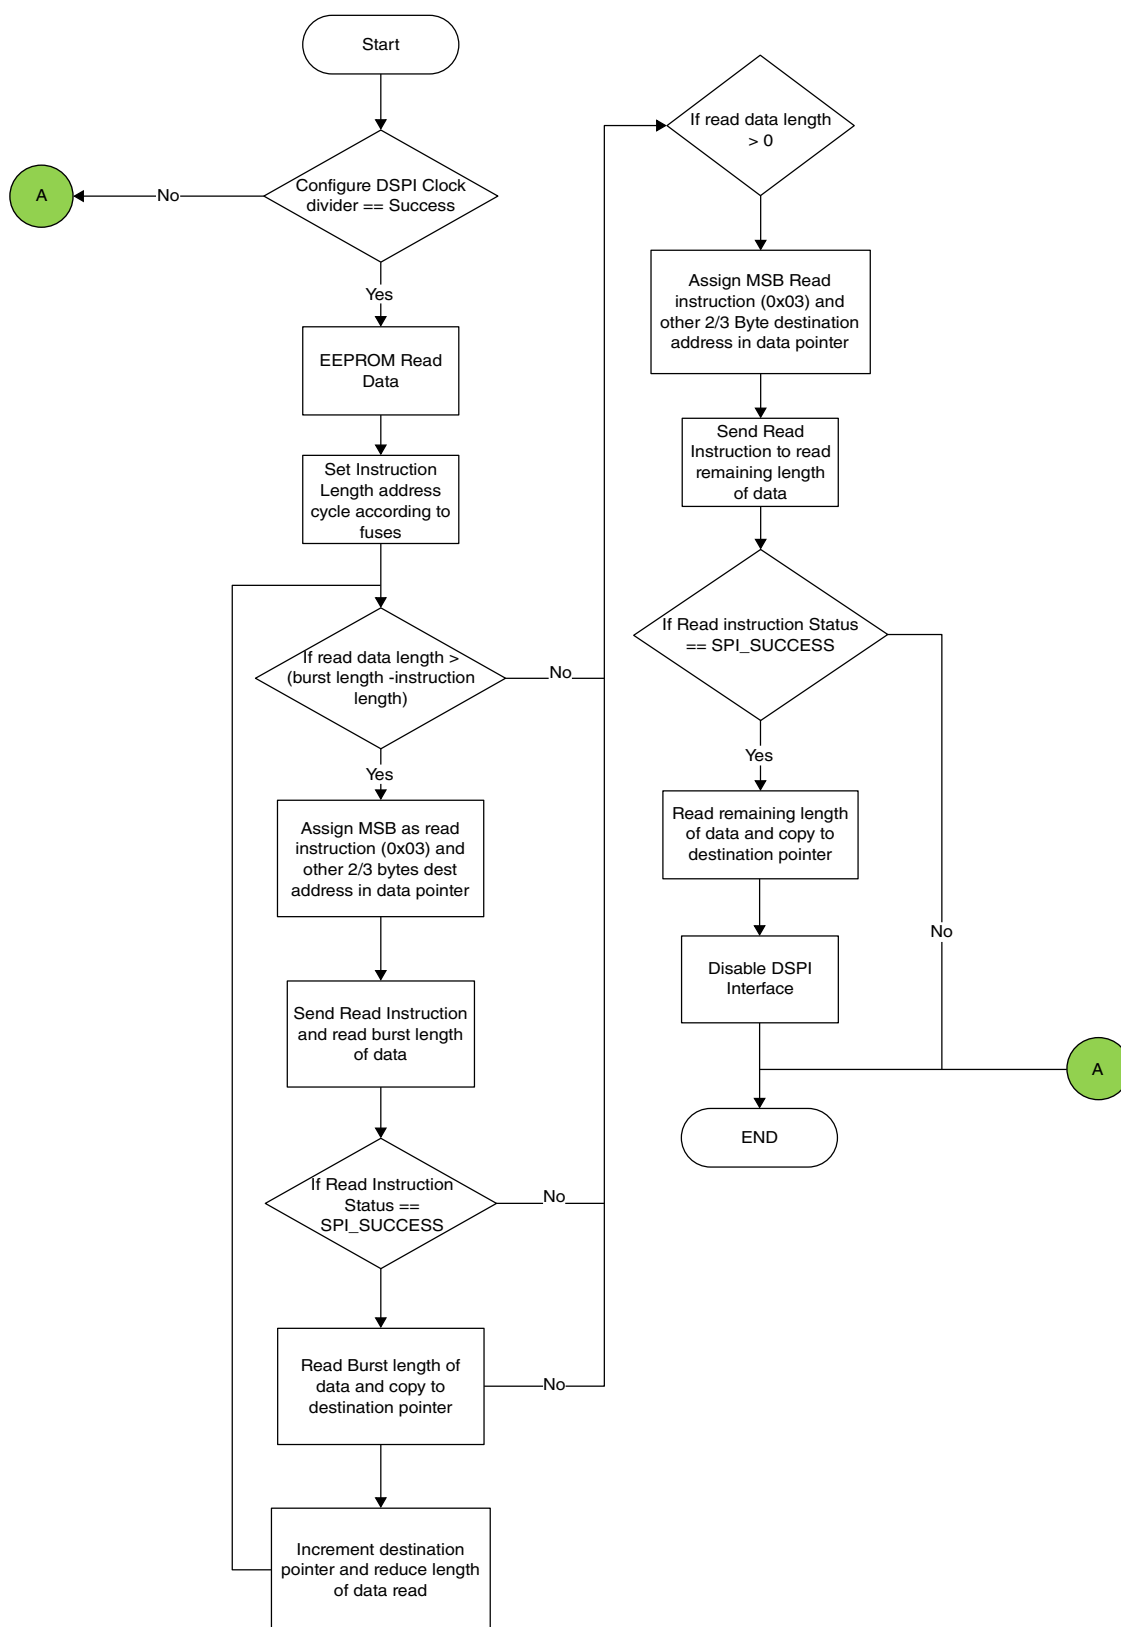 Start
Configure DSPI Clock
divider == Success
No
A
Yes
EEPROM Read
Data
Set Instruction
Length address
cycle according to
fuses
If read data length >
(burst length -instruction
length)
No
Yes
Assign MSB as read
instruction (0x03) and
other 2/3 bytes dest
address in data pointer
Send Read Instruction
and read burst length
of data
If Read Instruction
Status ==
SPI_SUCCESS
No
Read Burst length of
data and copy to
destination pointer
No
Increment destination
pointer and reduce length
of data read
If read data length
> 0
Assign MSB Read
instruction (0x03) and
other 2/3 Byte destination
address in data pointer
Send Read
Instruction to read
remaining length
of data
If Read instruction Status
== SPI_SUCCESS
Yes
Read remaining length
of data and copy to
destination pointer
No
Disable DSPI
Interface
A
END